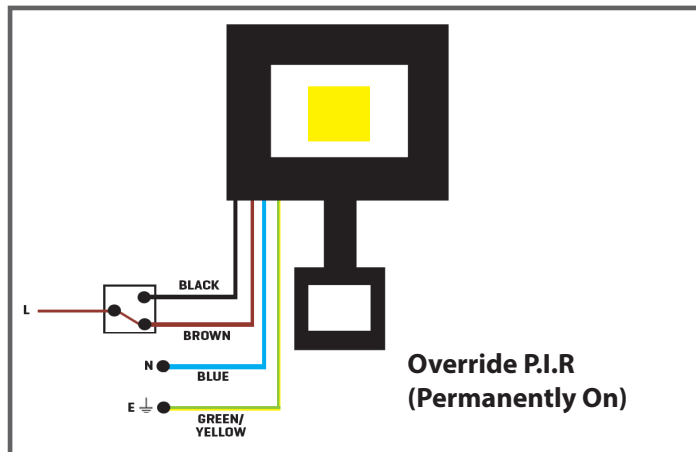 BLACK
L
BROWN
N
BLUE
E
GREEN/
YELLOW
Override P.I.R
(Permanently On)